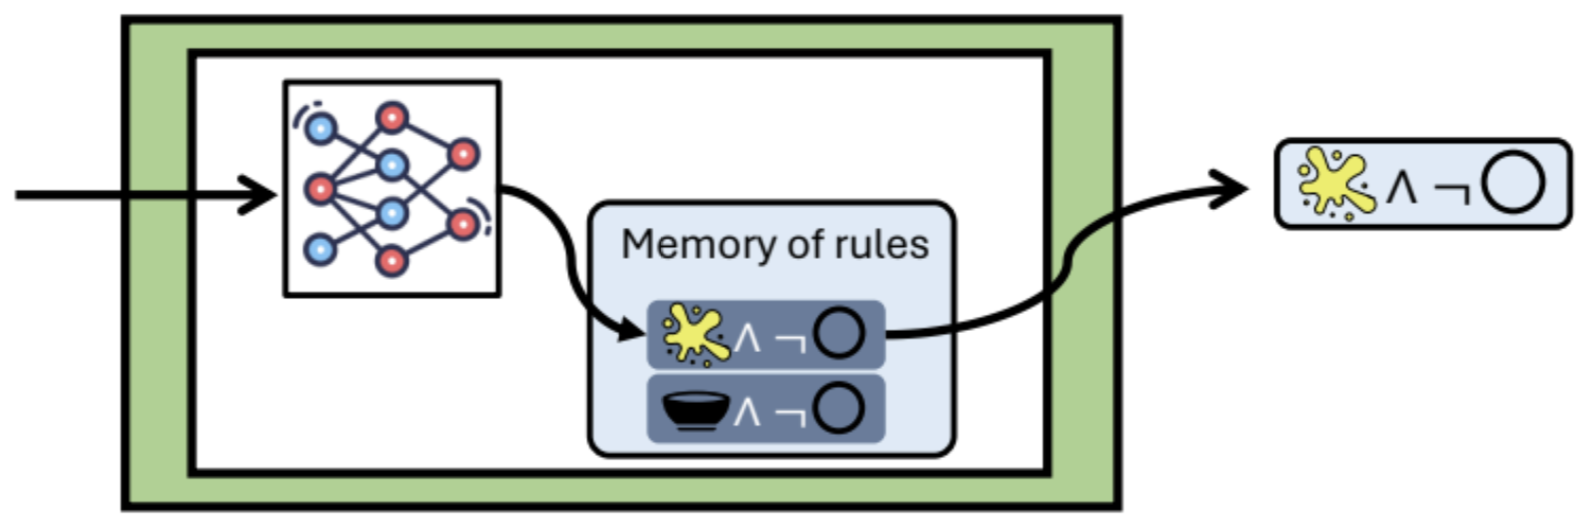 Memory of rules
∧ ¬
∧ ¬
∧ ¬